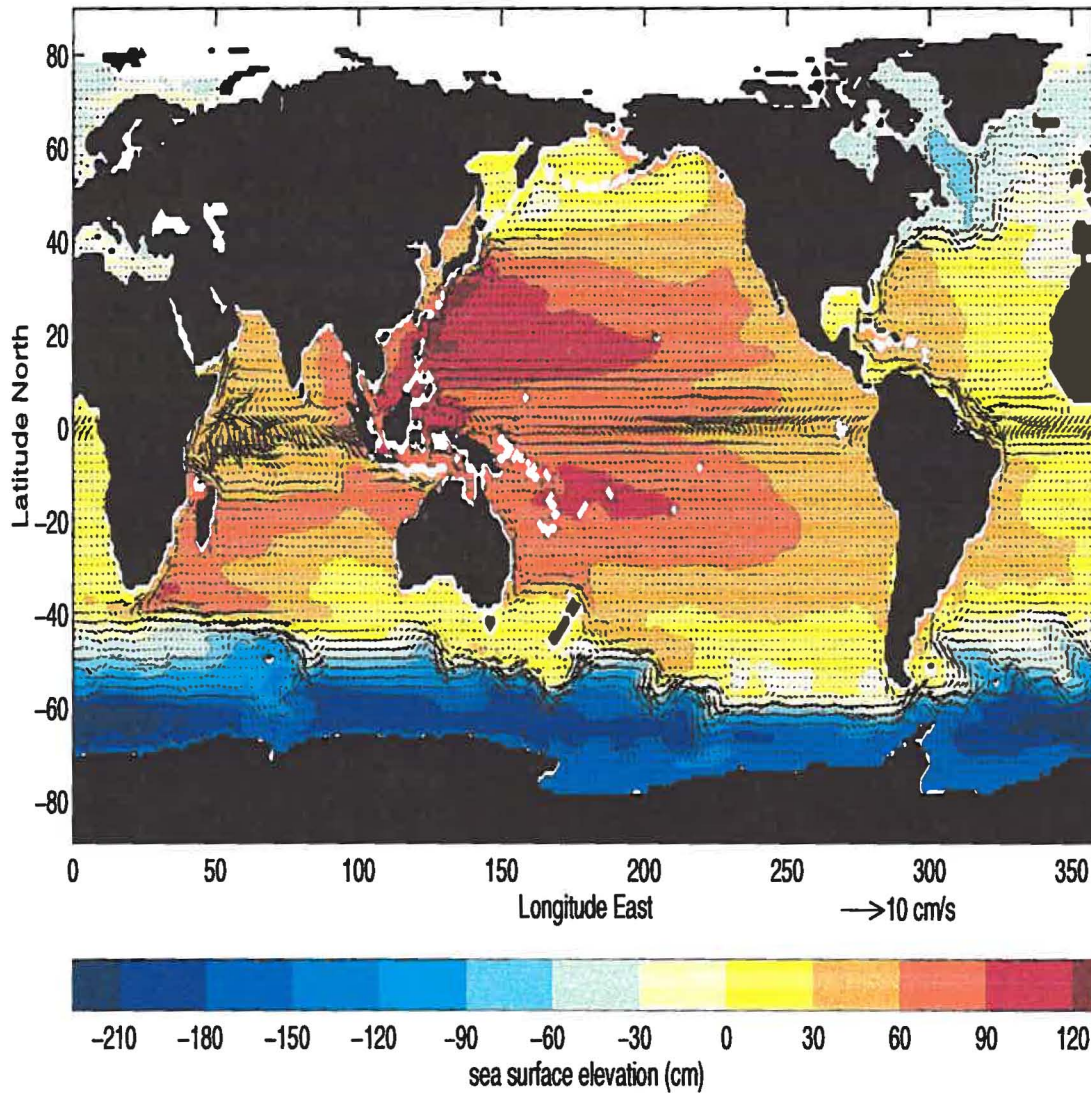 80
60
40
20
0
−20
−40
−60
−80
Latitude North
0 50 100 150 200 250 300 350
Longitude East
10 cm/s
−210 −180 −150 −120 −90 −60 −30 0 30 60 90 120
sea surface elevation (cm)